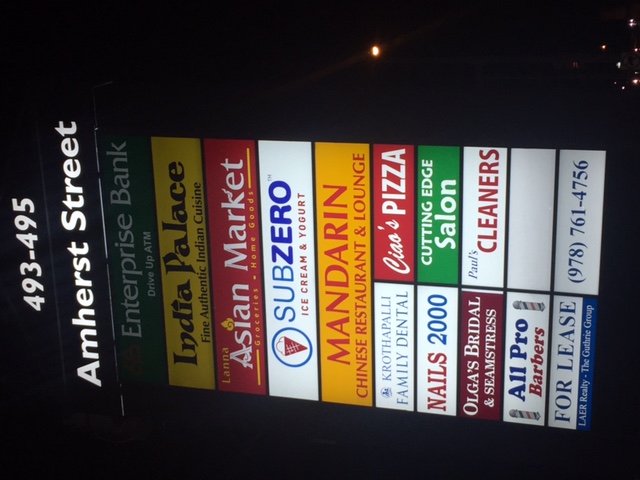 493-495
Amherst Street
Enterprise Bank
Drive Up ATM
India Palace
Fine Authentic Indian Cuisine
Lanna
Asian Market
Groceries - Home Goods
SUBZERO™
ICE CREAM & YOGURT
MANDARIN
CHINESE RESTAURANT & LOUNGE
KROTHAPALLI
FAMILY DENTAL
Ciao's PIZZA
NAILS 2000
CUTTING EDGE
Salon
OLGA'S BRIDAL
& SEAMSTRESS
Paul's
CLEANERS
All Pro
Barbers
FOR LEASE
LAER Realty - The Guthrie Group
(978) 761-4756